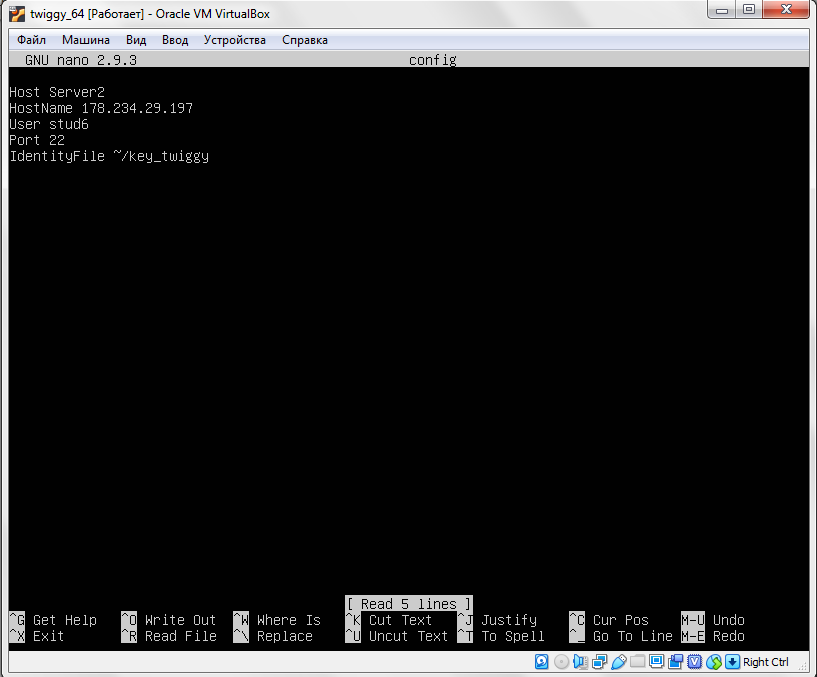 twiggy_64 [Работает] - Oracle VM VirtualBox
Файл Машина Вид Ввод Устройства Справка
GNU nano 2.9.3 config
Host Server2
HostName 178.234.29.197
User stud6
Port 22
IdentityFile ~/key_twiggy
[ Read 5 lines ]
^G Get Help ^O Write Out ^W Where Is ^K Cut Text ^J Justify ^C Cur Pos M-U Undo
^X Exit ^R Read File ^\ Replace ^U Uncut Text ^T To Spell ^_ Go To Line M-E Redo
Right Ctrl